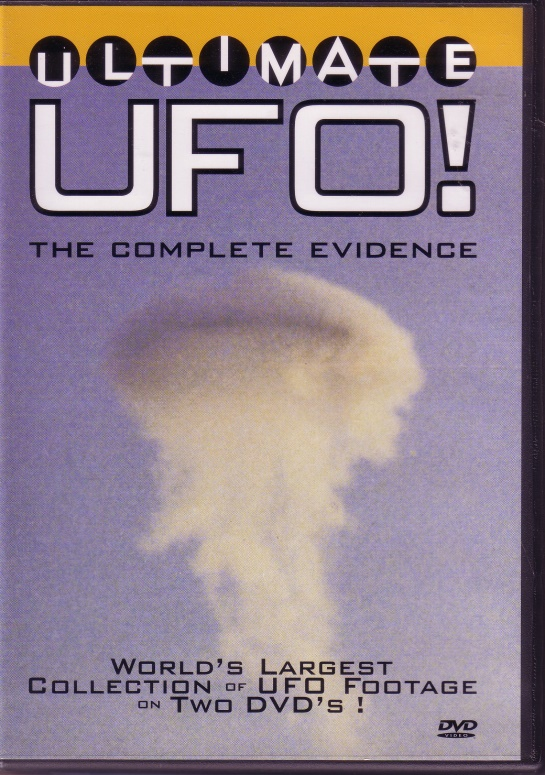 ULTIMATE
UFO!
THE COMPLETE EVIDENCE
WORLD'S LARGEST
COLLECTION OF UFO FOOTAGE
ON TWO DVD'S !
DVD
VIDEO